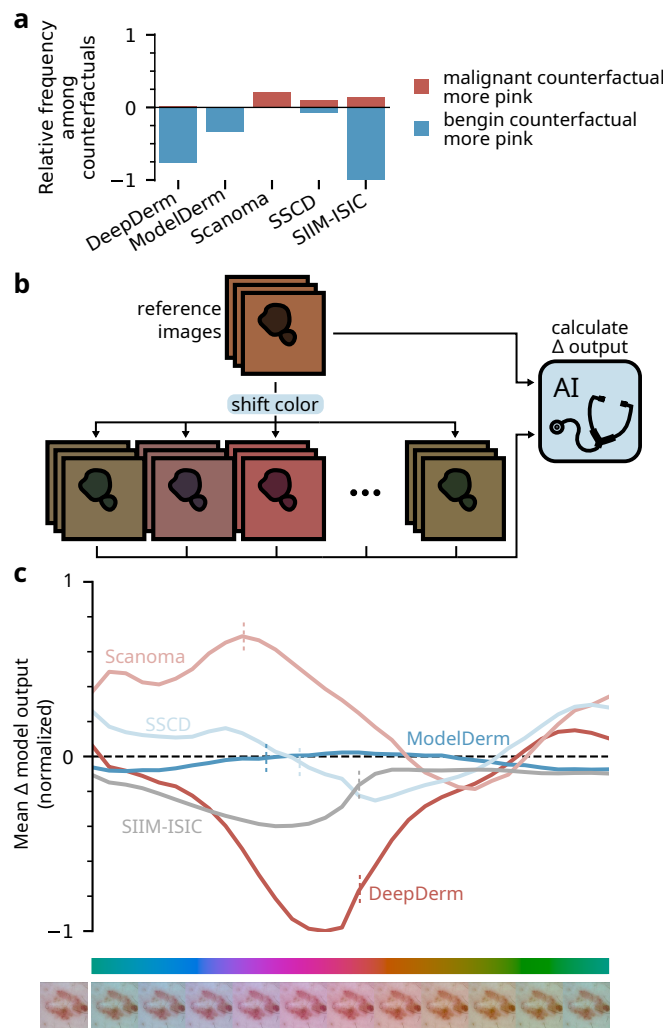 a
Relative frequency
among
counterfactuals
1
0
−1
DeepDerm
ModelDerm
Scanoma
SSCD
SIIM-ISIC
malignant counterfactual
more pink
bengin counterfactual
more pink
b
reference
images
shift color
calculate
Δ output
AI
c
Mean Δ model output
(normalized)
1
0
−1
Scanoma
SSCD
ModelDerm
SIIM-ISIC
DeepDerm